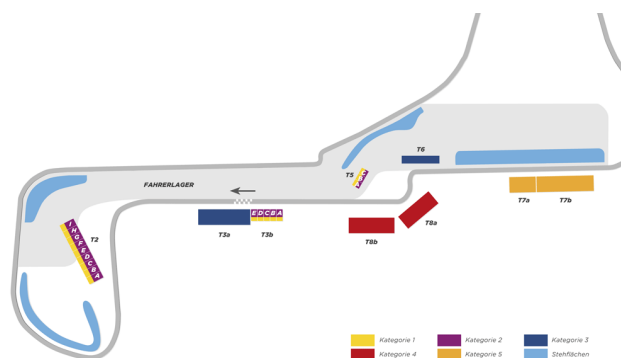 T6
T5
FAHRERLAGER
T7a
T7b
T8a
I
H
G
F
E
D
C
B
A
T2
E D C B A
T3a
T3b
T8b
Kategorie 1
Kategorie 2
Kategorie 3
Kategorie 4
Kategorie 5
Stehflächen